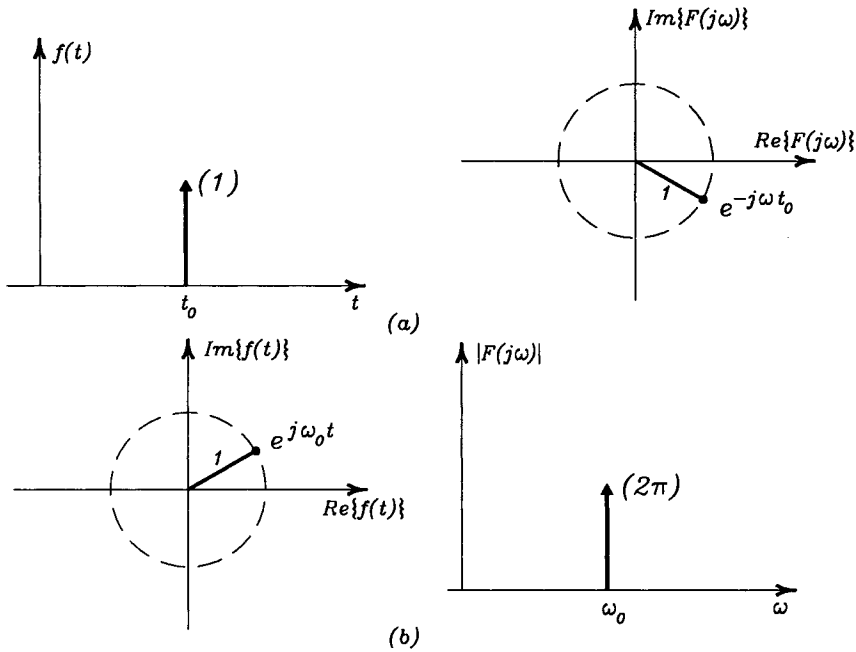 f(t)
(1)
t₀
t
Im{F(jω)}
Re{F(jω)}
1
e^{-jωt₀}
(a)
Im{f(t)}
e^{jω₀t}
1
Re{f(t)}
|F(jω)|
(2π)
ω₀
ω
(b)